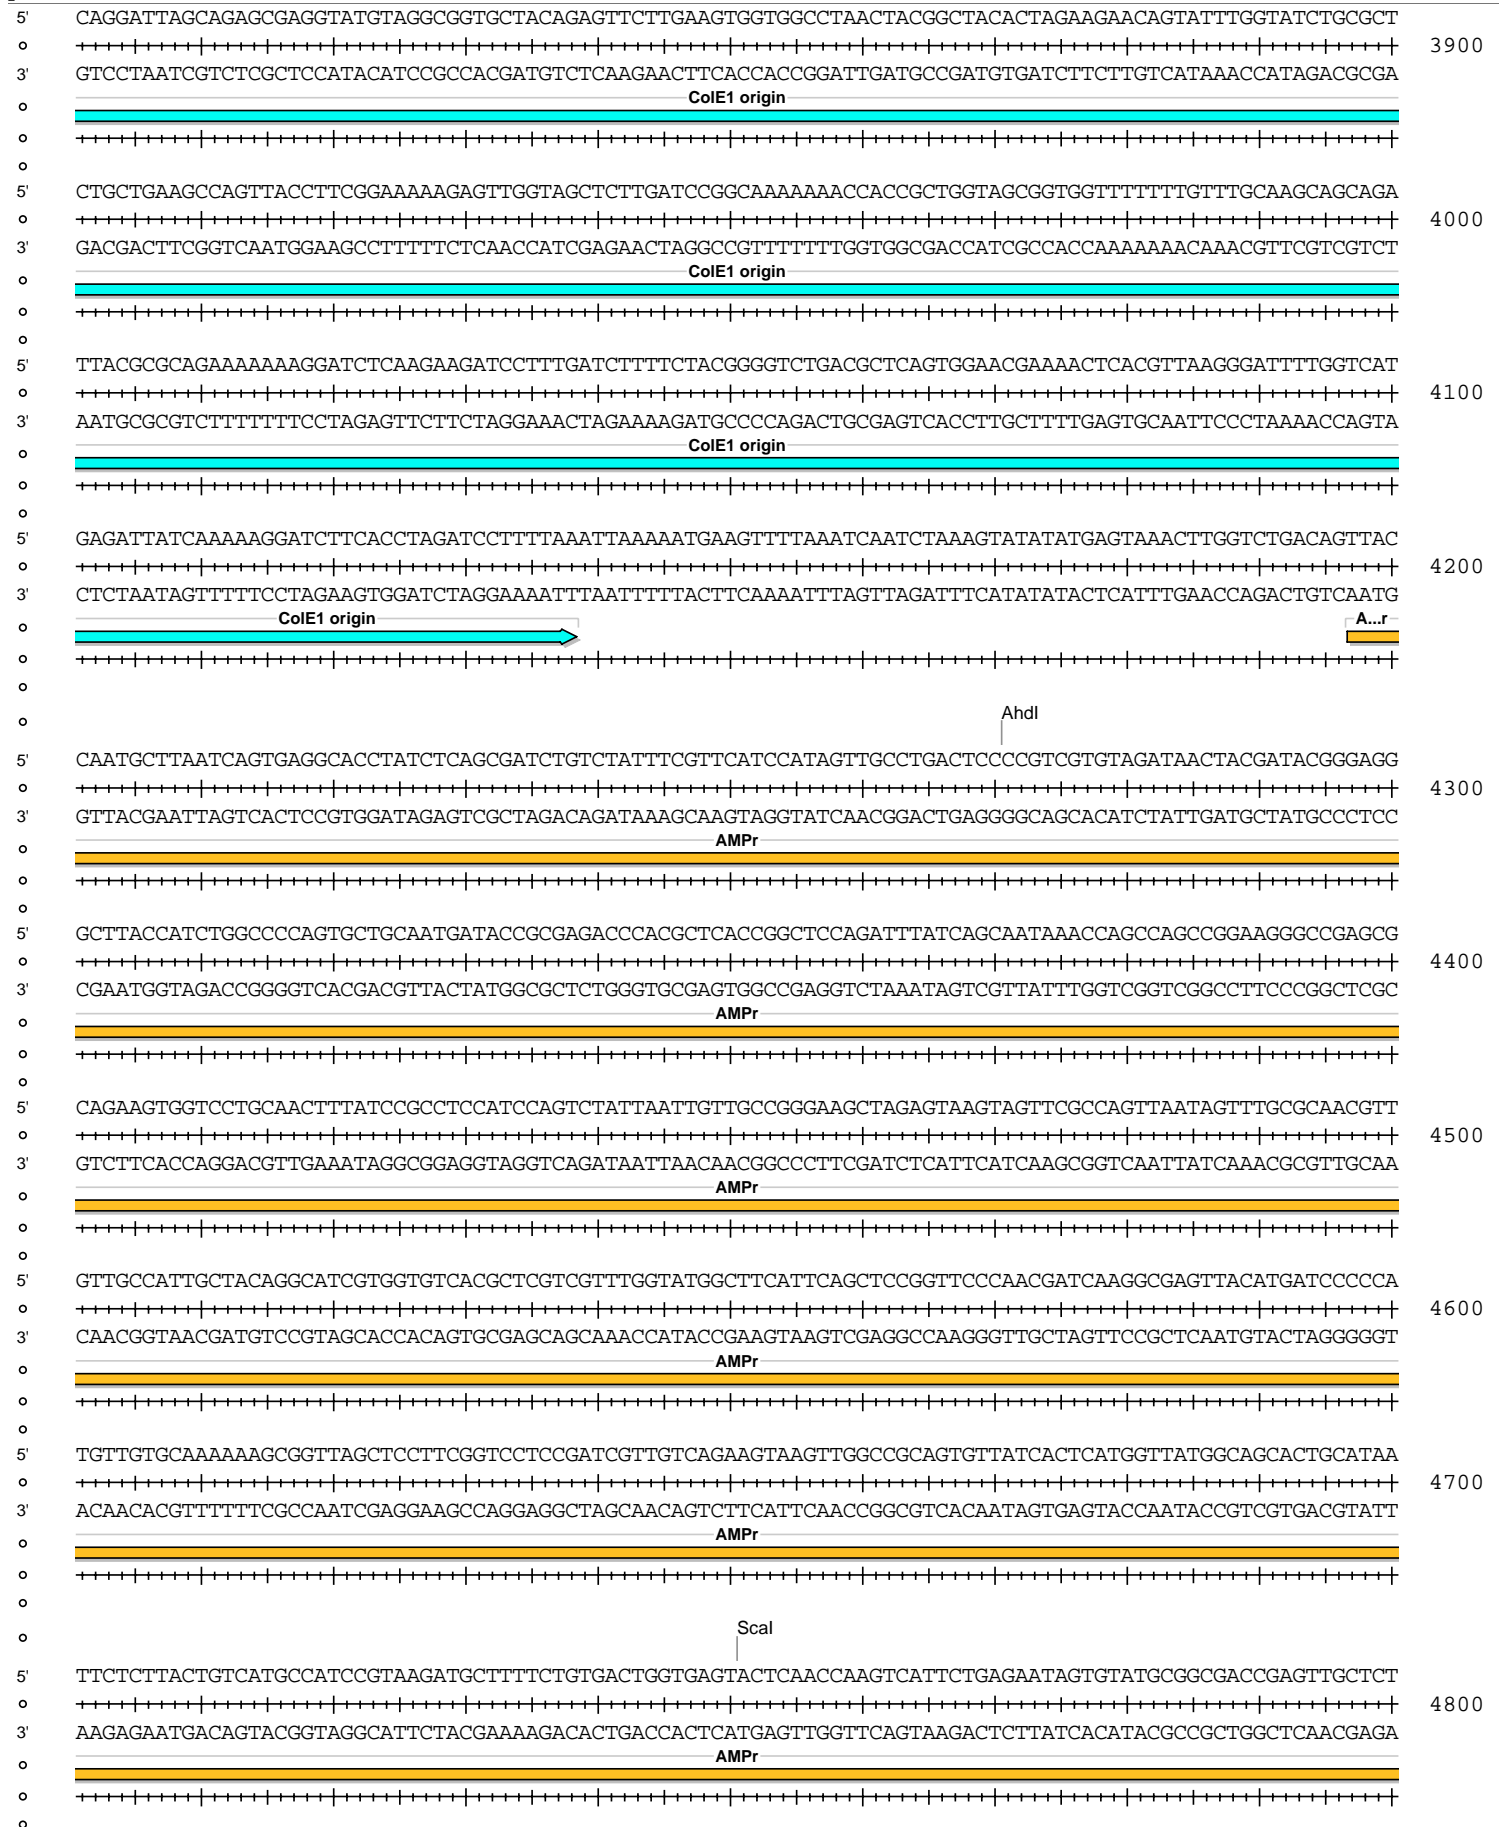 5' CAGGATTAGCAGAGCGAGGTATGTAGGCGGTGCTACAGAGTTCTTGAAGTGGTGGCCTAACTACGGCTACACTAGAAGAACAGTATTTGGTATCTGCGCT
3900
3' GTCCTAATCGTCTCGCTCCATACATCCGCCACGATGTCTCAAGAACTTCACCACCGGATTGATGCCGATGTGATCTTCTTGTCATAAACCATAGACGCGA
ColE1 origin
5' CTGCTGAAGCCAGTTACCTTCGGAAAAAGAGTTGGTAGCTCTTGATCCGGCAAAAAAACCACCGCTGGTAGCGGTGGTTTTTTTGTTTGCAAGCAGCAGA
4000
3' GACGACTTCGGTCAATGGAAGCCTTTTTCTCAACCATCGAGAACTAGGCCGTTTTTTTGGTGGCGACCATCGCCACCAAAAAAACAAACGTTCGTCGTCT
ColE1 origin
5' TTACGCGCAGAAAAAAAGGATCTCAAGAAGATCCTTTGATCTTTTCTACGGGGTCTGACGCTCAGTGGAACGAAAACTCACGTTAAGGGATTTTGGTCAT
4100
3' AATGCGCGTCTTTTTTTCCTAGAGTTCTTCTAGGAAACTAGAAAAGATGCCCCAGACTGCGAGTCACCTTGCTTTTGAGTGCAATTCCCTAAAACCAGTA
ColE1 origin
5' GAGATTATCAAAAAGGATCTTCACCTAGATCCTTTTAAATTAAAAATGAAGTTTTAAATCAATCTAAAGTATATATGAGTAAACTTGGTCTGACAGTTAC
4200
3' CTCTAATAGTTTTTCCTAGAAGTGGATCTAGGAAAATTTAATTTTTACTTCAAAATTTAGTTAGATTTCATATATACTCATTTGAACCAGACTGTCAATG
ColE1 origin A...r
AhdI
5' CAATGCTTAATCAGTGAGGCACCTATCTCAGCGATCTGTCTATTTCGTTCATCCATAGTTGCCTGACTCCCCGTCGTGTAGATAACTACGATACGGGAGG
4300
3' GTTACGAATTAGTCACTCCGTGGATAGAGTCGCTAGACAGATAAAGCAAGTAGGTATCAACGGACTGAGGGGCAGCACATCTATTGATGCTATGCCCTCC
AMPr
5' GCTTACCATCTGGCCCCAGTGCTGCAATGATACCGCGAGACCCACGCTCACCGGCTCCAGATTTATCAGCAATAAACCAGCCAGCCGGAAGGGCCGAGCG
4400
3' CGAATGGTAGACCGGGGTCACGACGTTACTATGGCGCTCTGGGTGCGAGTGGCCGAGGTCTAAATAGTCGTTATTTGGTCGGTCGGCCTTCCCGGCTCGC
AMPr
5' CAGAAGTGGTCCTGCAACTTTATCCGCCTCCATCCAGTCTATTAATTGTTGCCGGGAAGCTAGAGTAAGTAGTTCGCCAGTTAATAGTTTGCGCAACGTT
4500
3' GTCTTCACCAGGACGTTGAAATAGGCGGAGGTAGGTCAGATAATTAACAACGGCCCTTCGATCTCATTCATCAAGCGGTCAATTATCAAACGCGTTGCAA
AMPr
5' GTTGCCATTGCTACAGGCATCGTGGTGTCACGCTCGTCGTTTGGTATGGCTTCATTCAGCTCCGGTTCCCAACGATCAAGGCGAGTTACATGATCCCCCA
4600
3' CAACGGTAACGATGTCCGTAGCACCACAGTGCGAGCAGCAAACCATACCGAAGTAAGTCGAGGCCAAGGGTTGCTAGTTCCGCTCAATGTACTAGGGGGT
AMPr
5' TGTTGTGCAAAAAAGCGGTTAGCTCCTTCGGTCCTCCGATCGTTGTCAGAAGTAAGTTGGCCGCAGTGTTATCACTCATGGTTATGGCAGCACTGCATAA
4700
3' ACAACACGTTTTTTCGCCAATCGAGGAAGCCAGGAGGCTAGCAACAGTCTTCATTCAACCGGCGTCACAATAGTGAGTACCAATACCGTCGTGACGTATT
AMPr
ScaI
5' TTCTCTTACTGTCATGCCATCCGTAAGATGCTTTTCTGTGACTGGTGAGTACTCAACCAAGTCATTCTGAGAATAGTGTATGCGGCGACCGAGTTGCTCT
4800
3' AAGAGAATGACAGTACGGTAGGCATTCTACGAAAAGACACTGACCACTCATGAGTTGGTTCAGTAAGACTCTTATCACATACGCCGCTGGCTCAACGAGA
AMPr